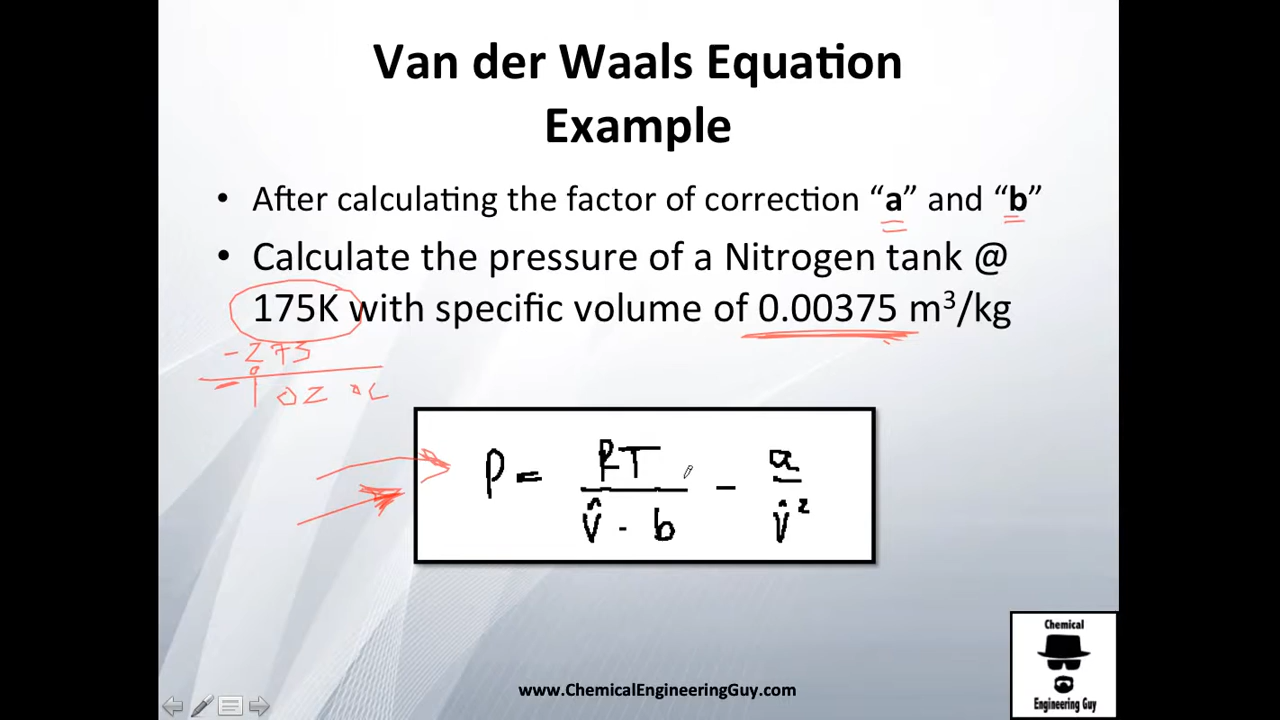 Van der Waals Equation
Example
• After calculating the factor of correction “a” and “b”
• Calculate the pressure of a Nitrogen tank @
175K with specific volume of 0.00375 m³/kg
-273
-102 °C
P = RT / (V̂ - b) - a / V̂²
Chemical
Engineering Guy
www.ChemicalEngineeringGuy.com